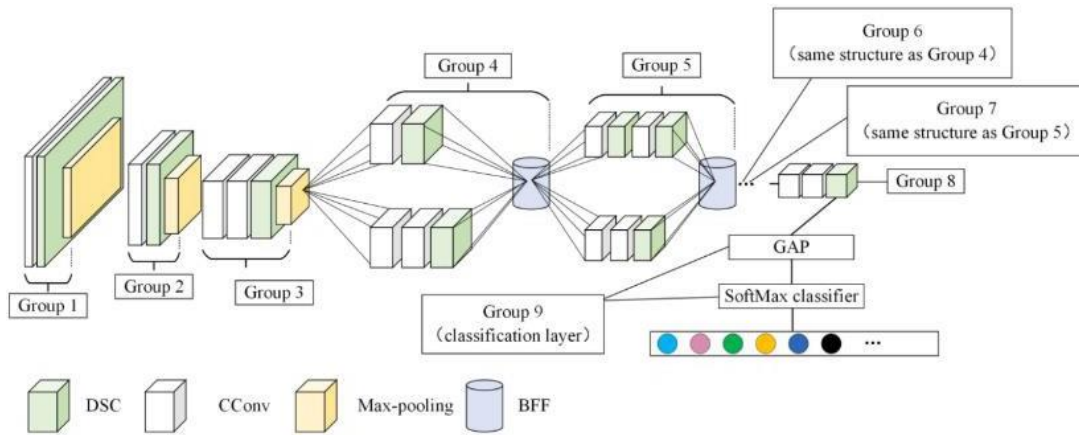 Group 6
（same structure as Group 4）
Group 4
Group 5
Group 7
（same structure as Group 5）
...
Group 8
Group 1
Group 2
Group 3
GAP
SoftMax classifier
Group 9
（classification layer）
...
DSC
CConv
Max-pooling
BFF